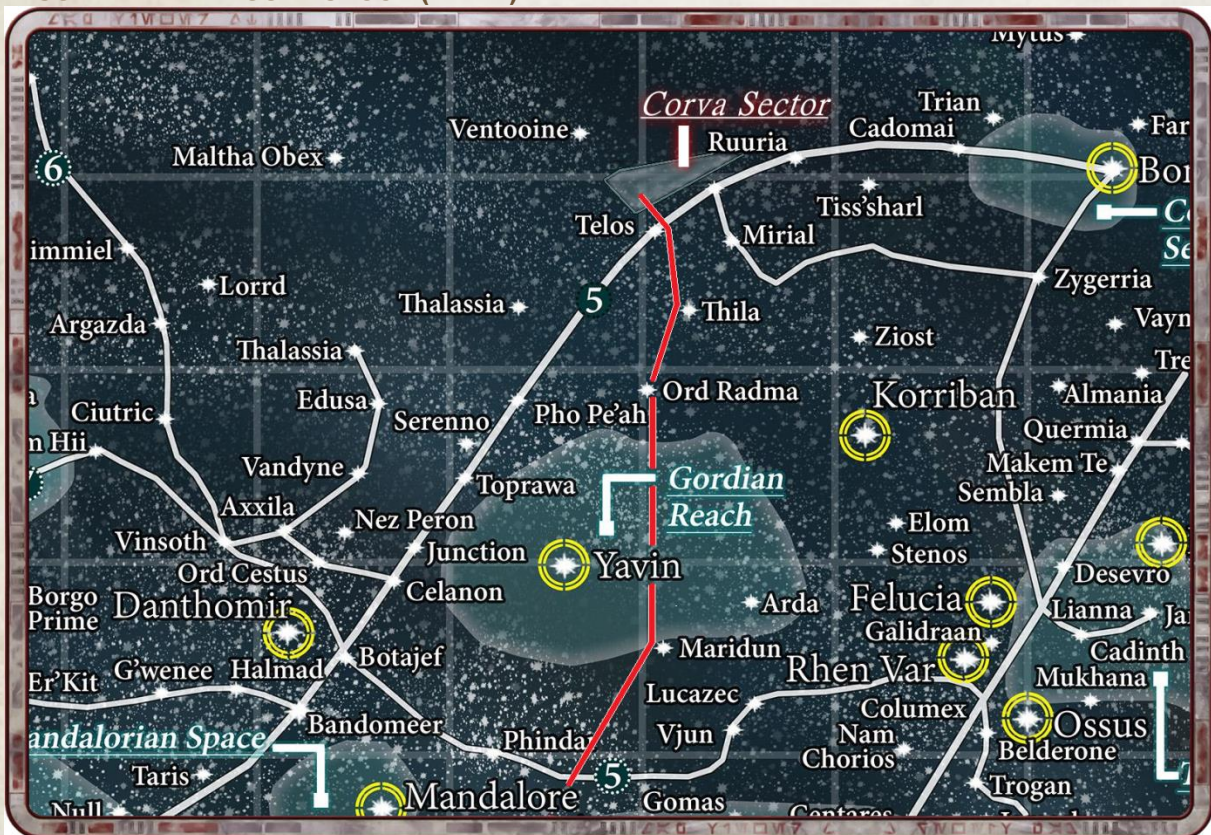 Mytus
Corva Sector
Trian
Ventooine
Ruuria
Cadomai
Far
Maltha Obex
6
Bor
Tiss'sharl
Telos
Mirial
immiel
Zygerria
Lorrd
5
Thalassia
Thila
Argazda
Vayn
Ziost
Thalassia
Tre
Ord Radma
Almania
Edusa
Korriban
Ciutric
Serenno
Pho Pe'ah
Quermia
m Hii
Makem Te
Vandyne
Toprawa
Gordian
Reach
Sembla
Axxila
Nez Peron
Elom
Vinsoth
Junction
Stenos
Yavin
Ord Cestus
Desevro
Celanon
Borgo
Prime
Danthomir
Arda
Felucia
Lianna
Jan
Galidraan
Botajef
Maridun
Cadinth
G'wenee
Halmad
Rhen Var
Mukhana
Er'Kit
Lucazec
Columex
Bandomeer
Ossus
andalorian Space
Phinda
Vjun
Nam
Chorios
Belderone
Taris
5
Trogan
Mandalore
Gomas
Null
Centares